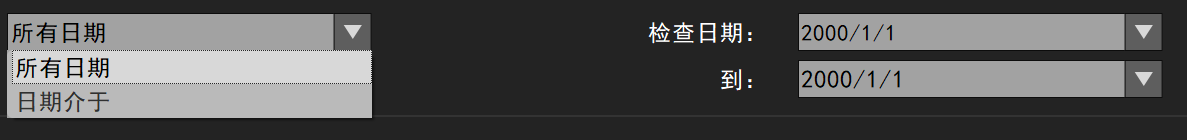 所有日期
所有日期
日期介于
检查日期：
2000/1/1
到：
2000/1/1